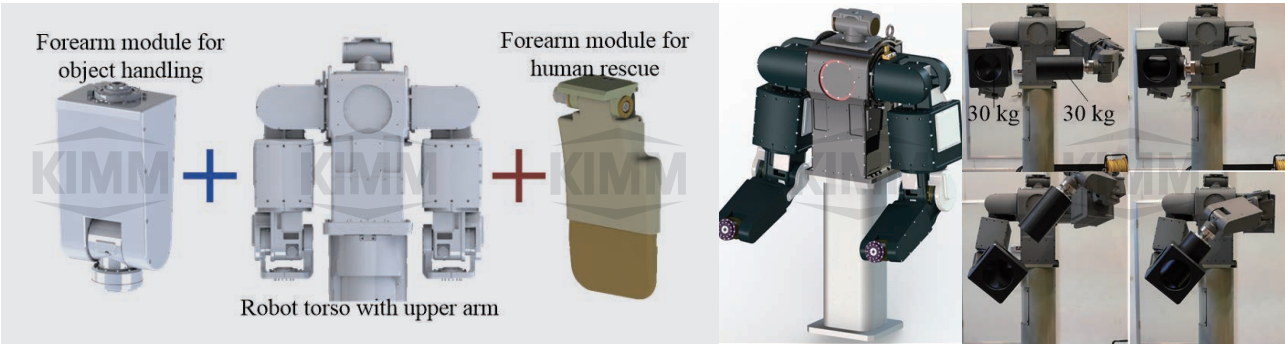 Forearm module for
object handling
Forearm module for
human rescue
KIMM
KIMM
KIMM
KIMM
KIMM
Robot torso with upper arm
30 kg
30 kg